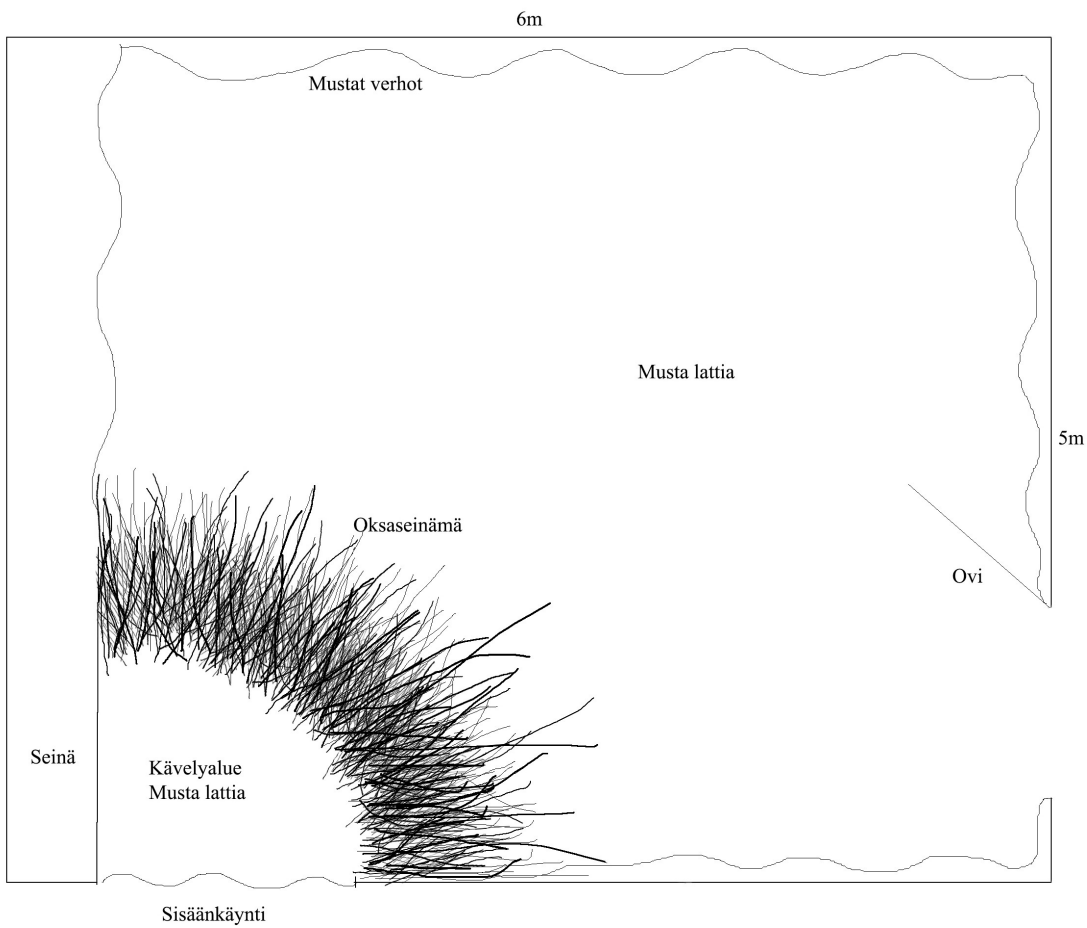 6m
Mustat verhot
Musta lattia
5m
Oksaseinämä
Ovi
Seinä
Kävelyalue
Musta lattia
Sisäänkäynti